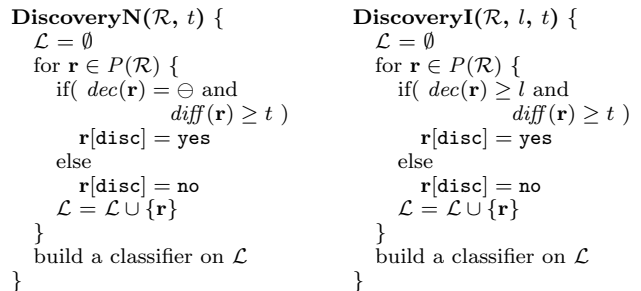 DiscoveryN(ℛ, t) {
ℒ = ∅
for r ∈ P(ℛ) {
if( dec(r) = ⊖ and
diff(r) ≥ t )
r[disc] = yes
else
r[disc] = no
ℒ = ℒ ∪ {r}
}
build a classifier on ℒ
}
DiscoveryI(ℛ, l, t) {
ℒ = ∅
for r ∈ P(ℛ) {
if( dec(r) ≥ l and
diff(r) ≥ t )
r[disc] = yes
else
r[disc] = no
ℒ = ℒ ∪ {r}
}
build a classifier on ℒ
}